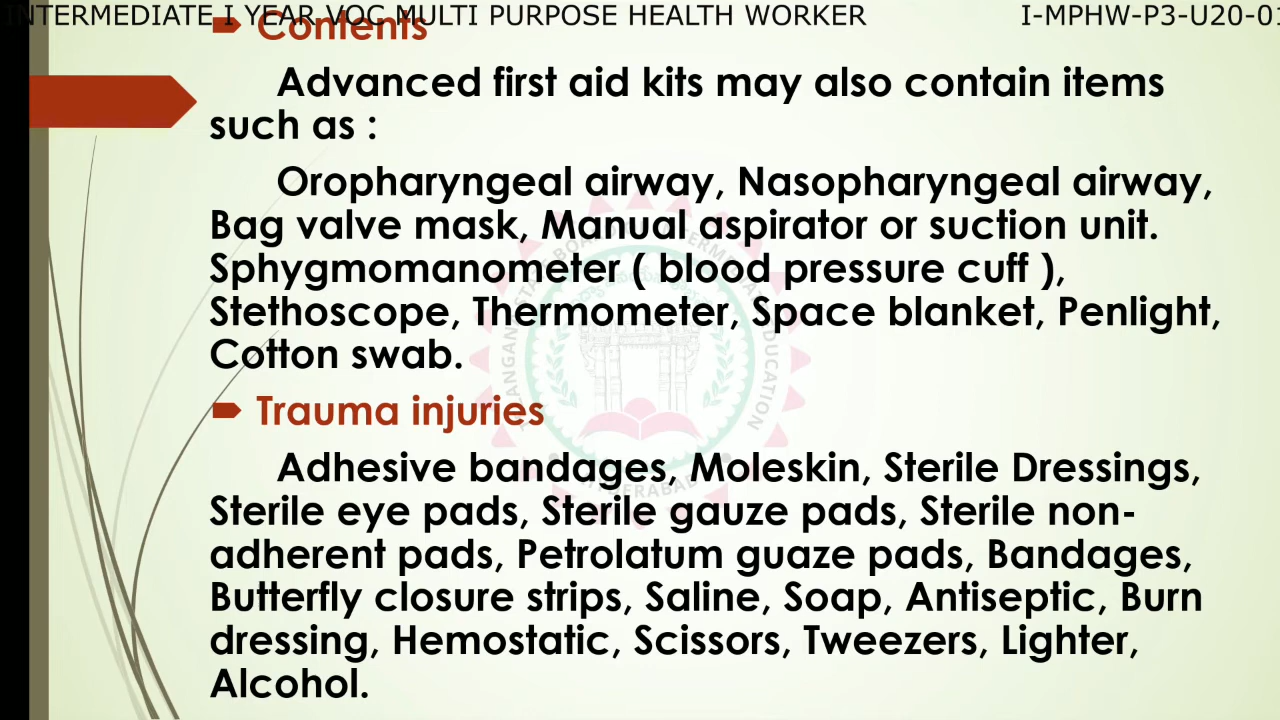 INTERMEDIATE I YEAR VOC MULTI PURPOSE HEALTH WORKER I-MPHW-P3-U20-01
Contents
Advanced first aid kits may also contain items
such as :
Oropharyngeal airway, Nasopharyngeal airway,
Bag valve mask, Manual aspirator or suction unit.
Sphygmomanometer ( blood pressure cuff ),
Stethoscope, Thermometer, Space blanket, Penlight,
Cotton swab.
Trauma injuries
Adhesive bandages, Moleskin, Sterile Dressings,
Sterile eye pads, Sterile gauze pads, Sterile non-
adherent pads, Petrolatum guaze pads, Bandages,
Butterfly closure strips, Saline, Soap, Antiseptic, Burn
dressing, Hemostatic, Scissors, Tweezers, Lighter,
Alcohol.